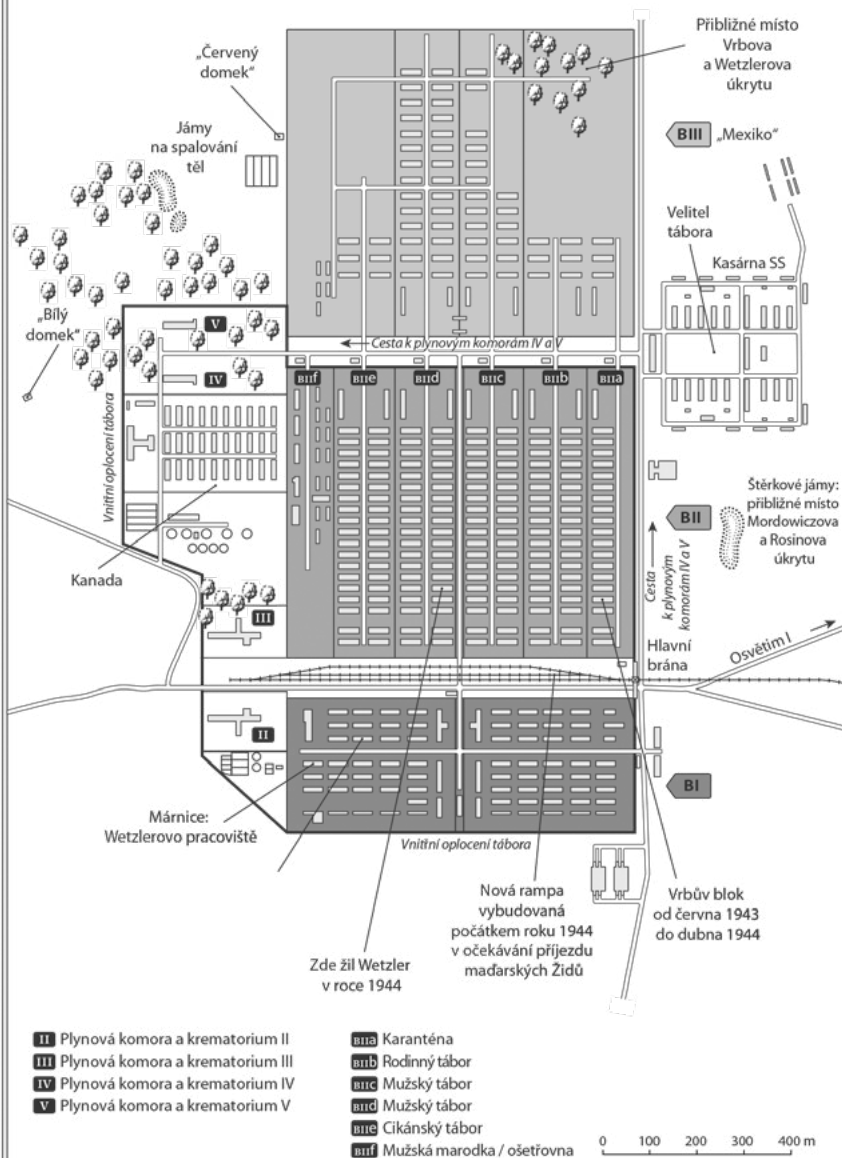 „Červený
domek“
Přibližné místo
Vrbova
a Wetzlerova
úkrytu
Jámy
na spalování
těl
BIII „Mexiko“
Velitel
tábora
Kasárna SS
„Bílý
domek“
V
Cesta k plynovým komorám IV a V
IV
BIIf BIIe BIId BIIc BIIb BIIa
Vnitřní oplocení tábora
Kanada
BII
Štěrkové jámy:
přibližné místo
Mordowiczova
a Rosinova
úkrytu
Cesta
k plynovým
komorám IV a V
III
Hlavní
brána
Osvětim I
II
BI
Márnice:
Wetzlerovo pracoviště
Vnitřní oplocení tábora
Zde žil Wetzler
v roce 1944
Nová rampa
vybudovaná
počátkem roku 1944
v očekávání příjezdu
maďarských Židů
Vrbův blok
od června 1943
do dubna 1944
II Plynová komora a krematorium II
III Plynová komora a krematorium III
IV Plynová komora a krematorium IV
V Plynová komora a krematorium V
BIIa Karanténa
BIIb Rodinný tábor
BIIc Mužský tábor
BIId Mužský tábor
BIIe Cikánský tábor
BIIf Mužská marodka / ošetřovna
0 100 200 300 400 m